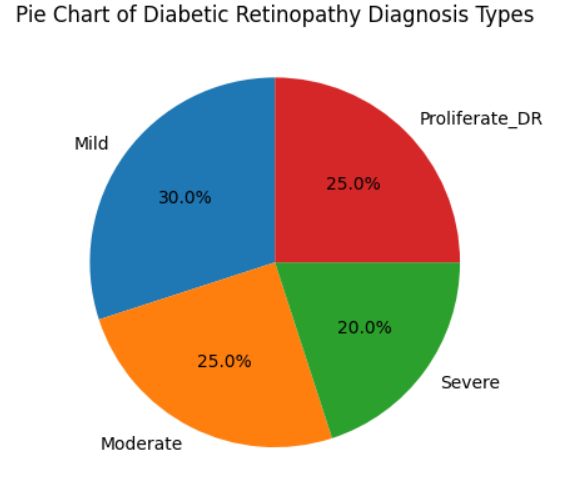 Pie Chart of Diabetic Retinopathy Diagnosis Types
Proliferate_DR
Mild
25.0%
30.0%
20.0%
25.0%
Severe
Moderate